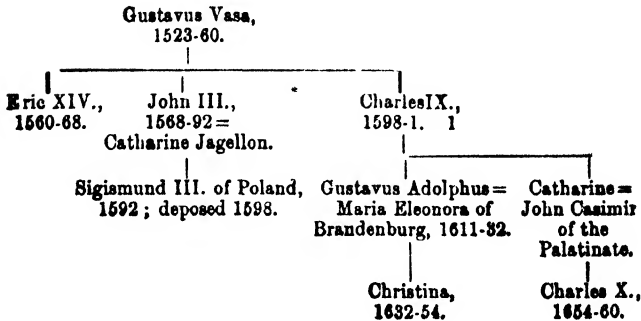 Gustavus Vasa,
1523-60.
Eric XIV.,
1560-68.
John III.,
1568-92 =
Catharine Jagellon.
Charles IX.,
1598-1. 1
Sigismund III. of Poland,
1592; deposed 1598.
Gustavus Adolphus =
Maria Eleonora of
Brandenburg, 1611-32.
Catharine =
John Casimir
of the
Palatinate.
Christina,
1632-54.
Charles X.,
1654-60.